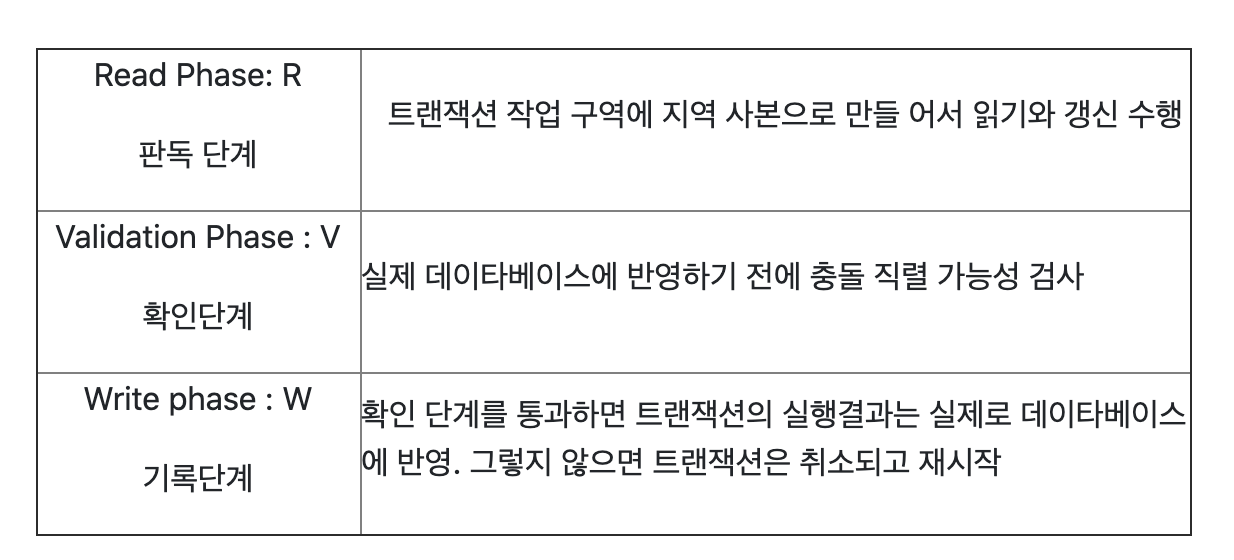 Read Phase: R
판독 단계
트랜잭션 작업 구역에 지역 사본으로 만들 어서 읽기와 갱신 수행
Validation Phase : V
확인단계
실제 데이타베이스에 반영하기 전에 충돌 직렬 가능성 검사
Write phase : W
기록단계
확인 단계를 통과하면 트랜잭션의 실행결과는 실제로 데이타베이스
에 반영. 그렇지 않으면 트랜잭션은 취소되고 재시작